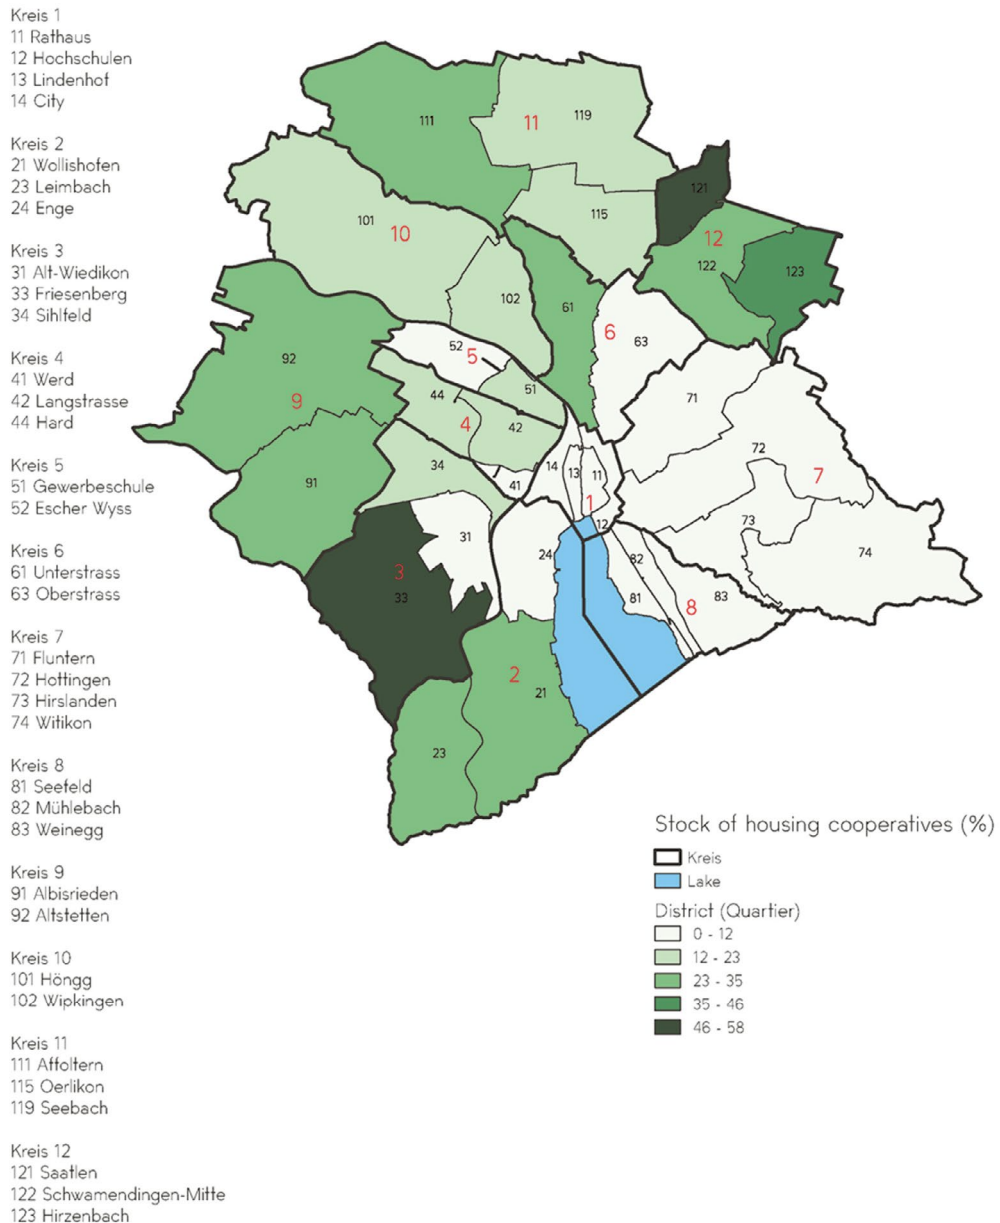 Kreis 1
11 Rathaus
12 Hochschulen
13 Lindenhof
14 City
Kreis 2
21 Wollishofen
23 Leimbach
24 Enge
Kreis 3
31 Alt-Wiedikon
33 Friesenberg
34 Sihlfeld
Kreis 4
41 Werd
42 Langstrasse
44 Hard
Kreis 5
51 Gewerbeschule
52 Escher Wyss
Kreis 6
61 Unterstrass
63 Oberstrass
Kreis 7
71 Fluntern
72 Hottingen
73 Hirslanden
74 Witikon
Kreis 8
81 Seefeld
82 Mühlebach
83 Weinegg
Kreis 9
91 Albisrieden
92 Altstetten
Kreis 10
101 Höngg
102 Wipkingen
Kreis 11
111 Affoltern
115 Oerlikon
119 Seebach
Kreis 12
121 Saatlen
122 Schwamendingen-Mitte
123 Hirzenbach
111
11
119
121
101
10
115
12
122
123
102
61
6
63
52
5
92
9
44
51
71
4
42
72
7
34
14
13
11
91
41
1
12
73
31
24
82
74
3
33
81
8
83
2
21
23
Stock of housing cooperatives (%)
Kreis
Lake
District (Quartier)
0 - 12
12 - 23
23 - 35
35 - 46
46 - 58